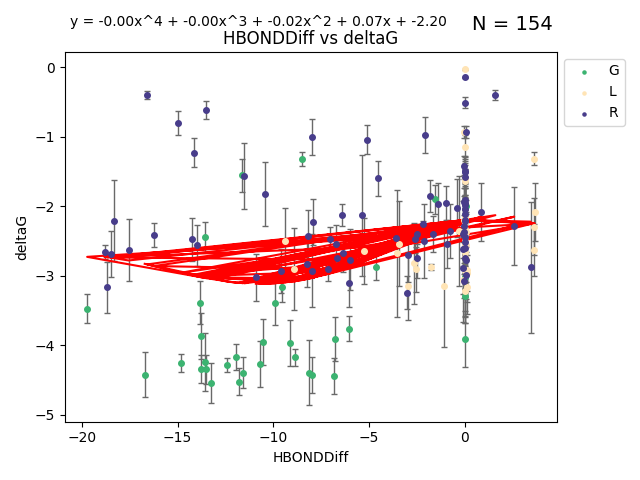 y = -0.00x^4 + -0.00x^3 + -0.02x^2 + 0.07x + -2.20
N = 154
HBONDDiff vs deltaG
G
L
R
0
−1
−2
−3
−4
−5
deltaG
−20 −15 −10 −5 0
HBONDDiff